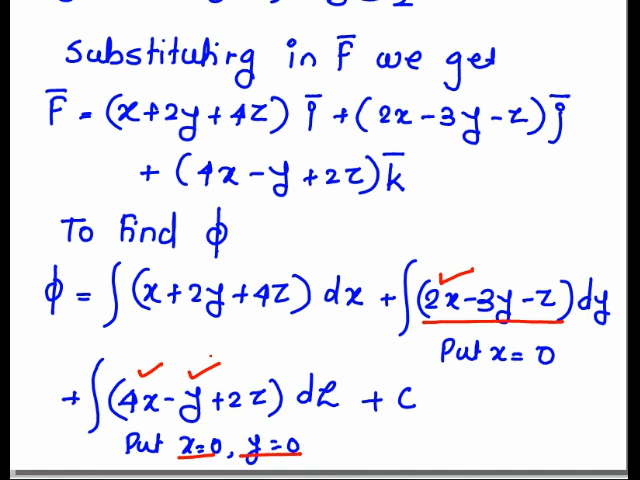 Substituting in F̅ we get
F̅ = (x+2y+4z) i̅ + (2x-3y-z) j̅
+ (4x-y+2z) k̅
To find ϕ
ϕ = ∫(x+2y+4z) dx + ∫(2x-3y-z) dy
Put x=0
+ ∫(4x-y+2z) dz + C
Put x=0, y=0